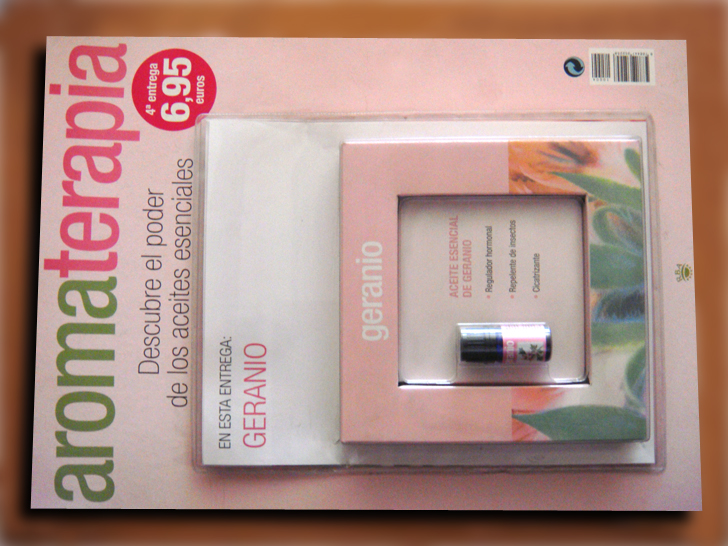 aromaterapia
4ª entrega
6,95
euros
Descubre el poder
de los aceites esenciales
EN ESTA ENTREGA:
GERANIO
geranio
ACEITE ESENCIAL
DE GERANIO
• Regulador hormonal
• Repelente de insectos
• Cicatrizante